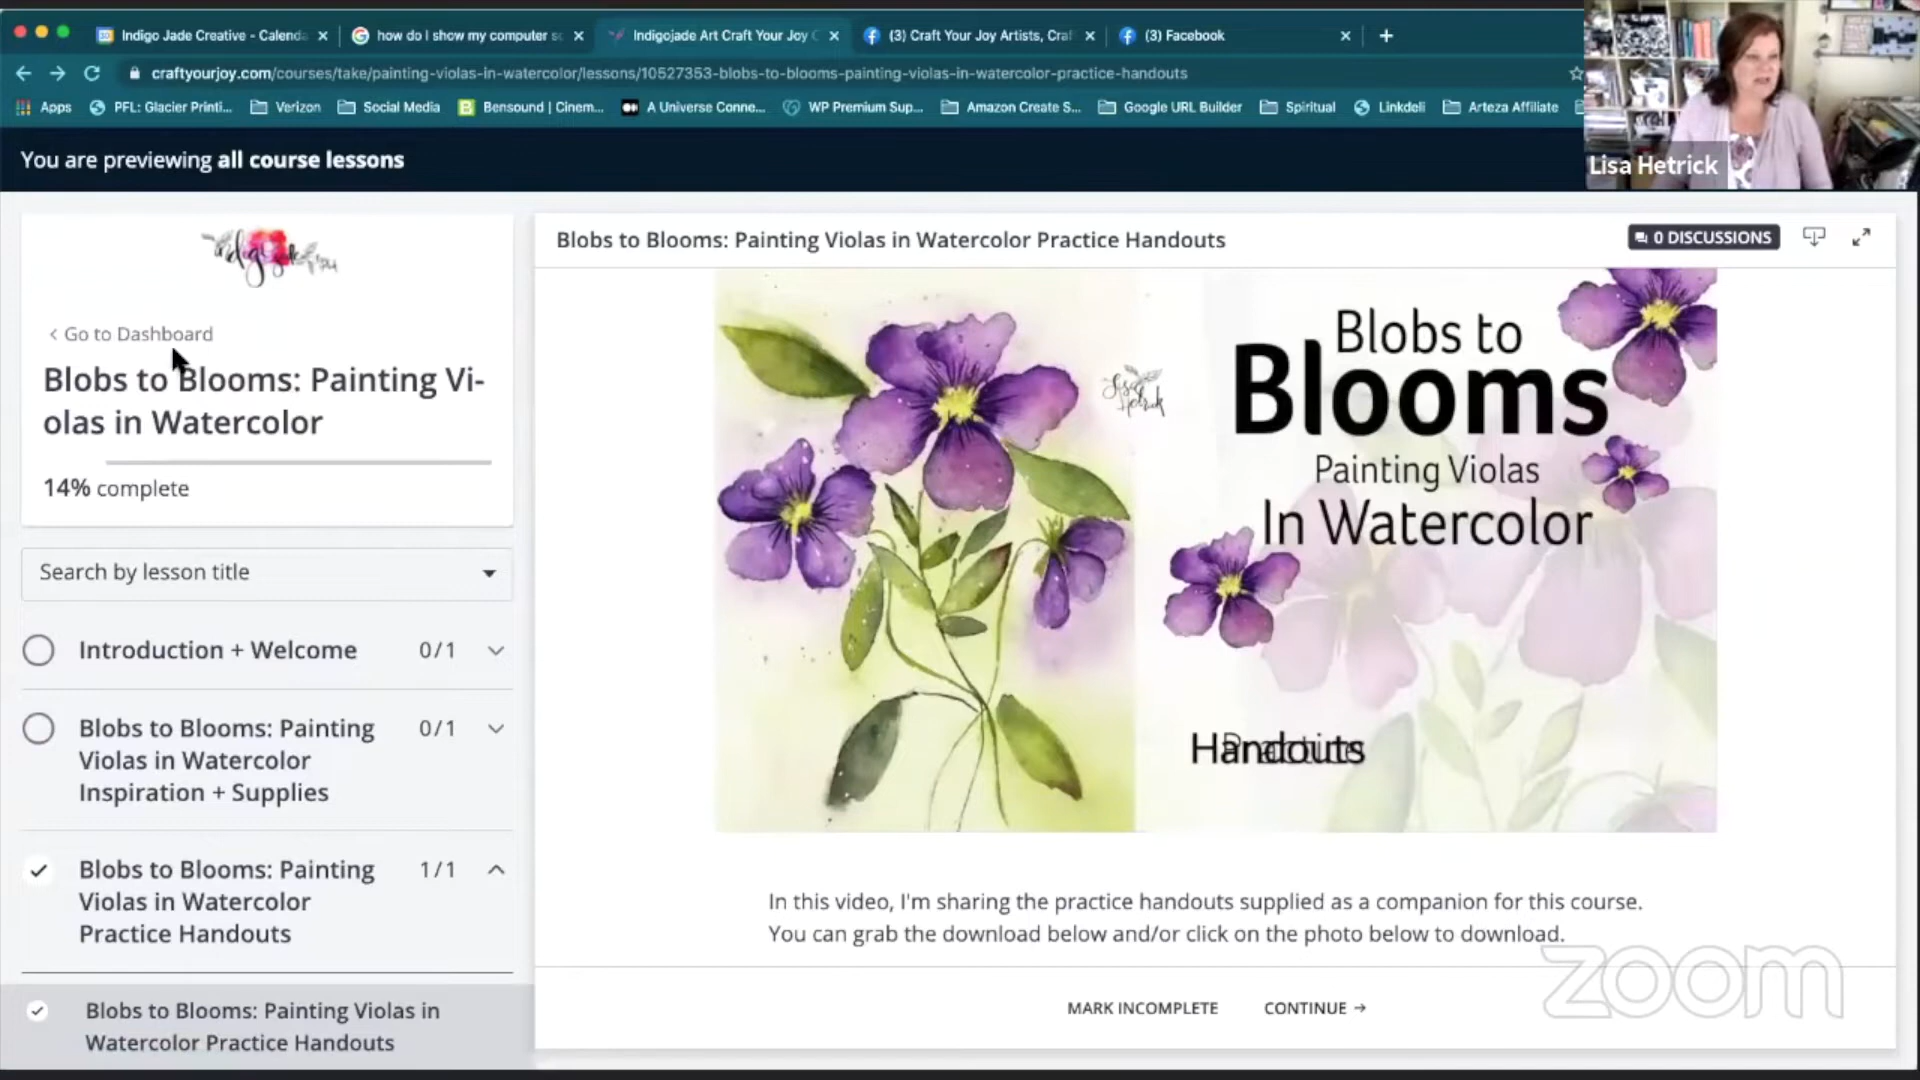 Indigo Jade Creative - Calenda
how do I show my computer s
Indigojade Art Craft Your Joy C
(3) Craft Your Joy Artists, Craf
(3) Facebook
craftyourjoy.com/courses/take/painting-violas-in-watercolor/lessons/10527353-blobs-to-blooms-painting-violas-in-watercolor-practice-handouts
Apps
PFL: Glacier Printi...
Verizon
Social Media
Bensound | Cinem...
A Universe Conne...
WP Premium Sup...
Amazon Create S...
Google URL Builder
Spiritual
Linkdeli
Arteza Affiliate
Lisa Hetrick
You are previewing all course lessons
< Go to Dashboard
Blobs to Blooms: Painting Vi-
olas in Watercolor
14% complete
Search by lesson title
Introduction + Welcome 0/1
Blobs to Blooms: Painting 0/1
Violas in Watercolor
Inspiration + Supplies
Blobs to Blooms: Painting 1/1
Violas in Watercolor
Practice Handouts
Blobs to Blooms: Painting Violas in
Watercolor Practice Handouts
Blobs to Blooms: Painting Violas in Watercolor Practice Handouts
0 DISCUSSIONS
Lisa
Hetrick
Blobs to
Blooms
Painting Violas
In Watercolor
Handouts
In this video, I'm sharing the practice handouts supplied as a companion for this course.
You can grab the download below and/or click on the photo below to download.
MARK INCOMPLETE
CONTINUE →
zoom